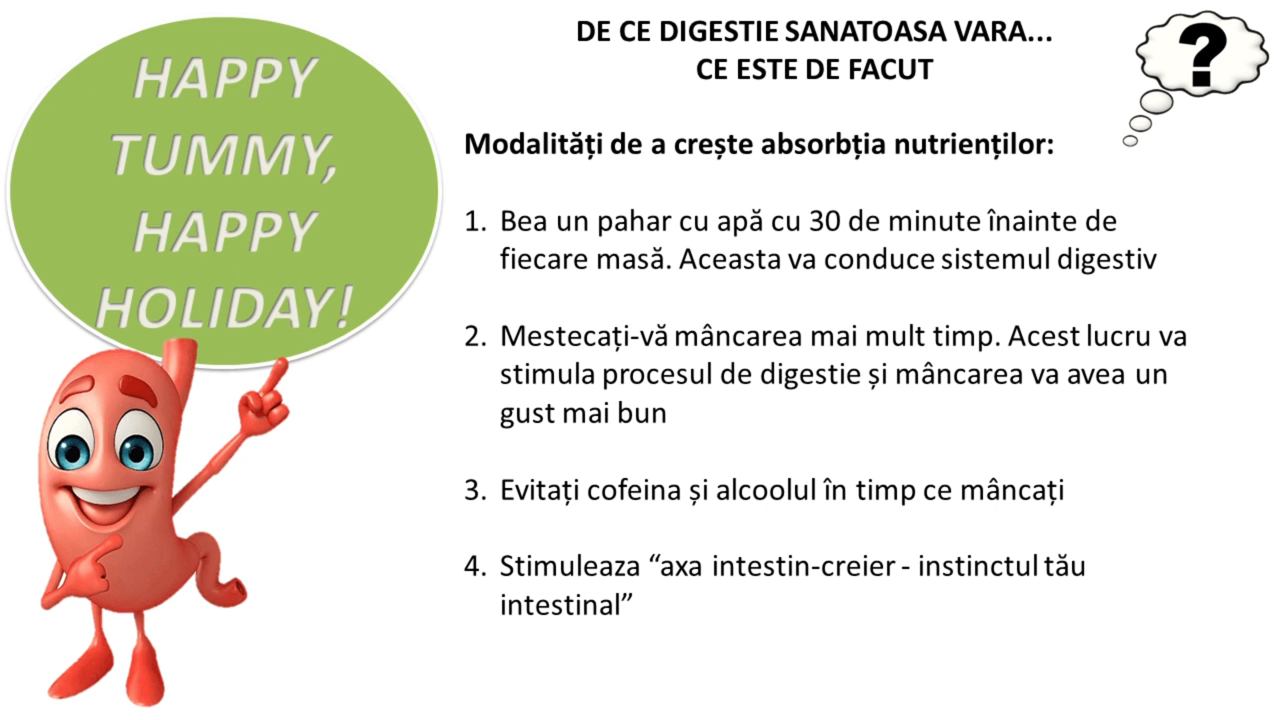 HAPPY
TUMMY,
HAPPY
HOLIDAY!
DE CE DIGESTIE SANATOASA VARA...
CE ESTE DE FACUT
?
Modalități de a crește absorbția nutrienților:
1. Bea un pahar cu apă cu 30 de minute înainte de
fiecare masă. Aceasta va conduce sistemul digestiv
2. Mestecați-vă mâncarea mai mult timp. Acest lucru va
stimula procesul de digestie și mâncarea va avea un
gust mai bun
3. Evitați cofeina și alcoolul în timp ce mâncați
4. Stimuleaza “axa intestin-creier - instinctul tău
intestinal”